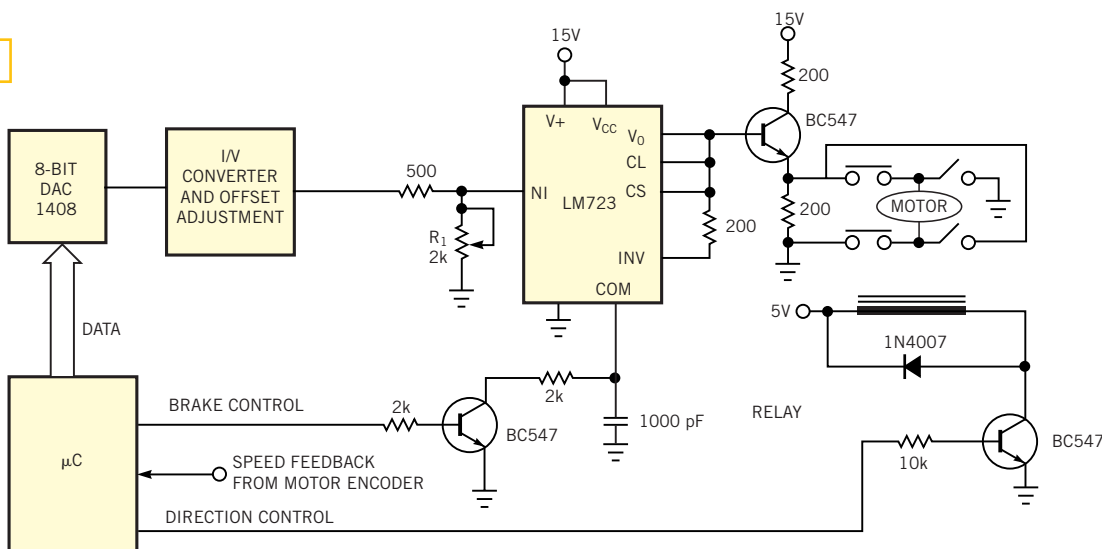 15V
15V
200
V+
VCC
VO
BC547
8-BIT
DAC
1408
I/V
CONVERTER
AND OFFSET
ADJUSTMENT
500
NI
LM723
CL
CS
R1
2k
200
200
MOTOR
INV
COM
DATA
5V
1N4007
BRAKE CONTROL
2k
2k
BC547
1000 pF
RELAY
BC547
10k
µC
SPEED FEEDBACK
FROM MOTOR ENCODER
DIRECTION CONTROL